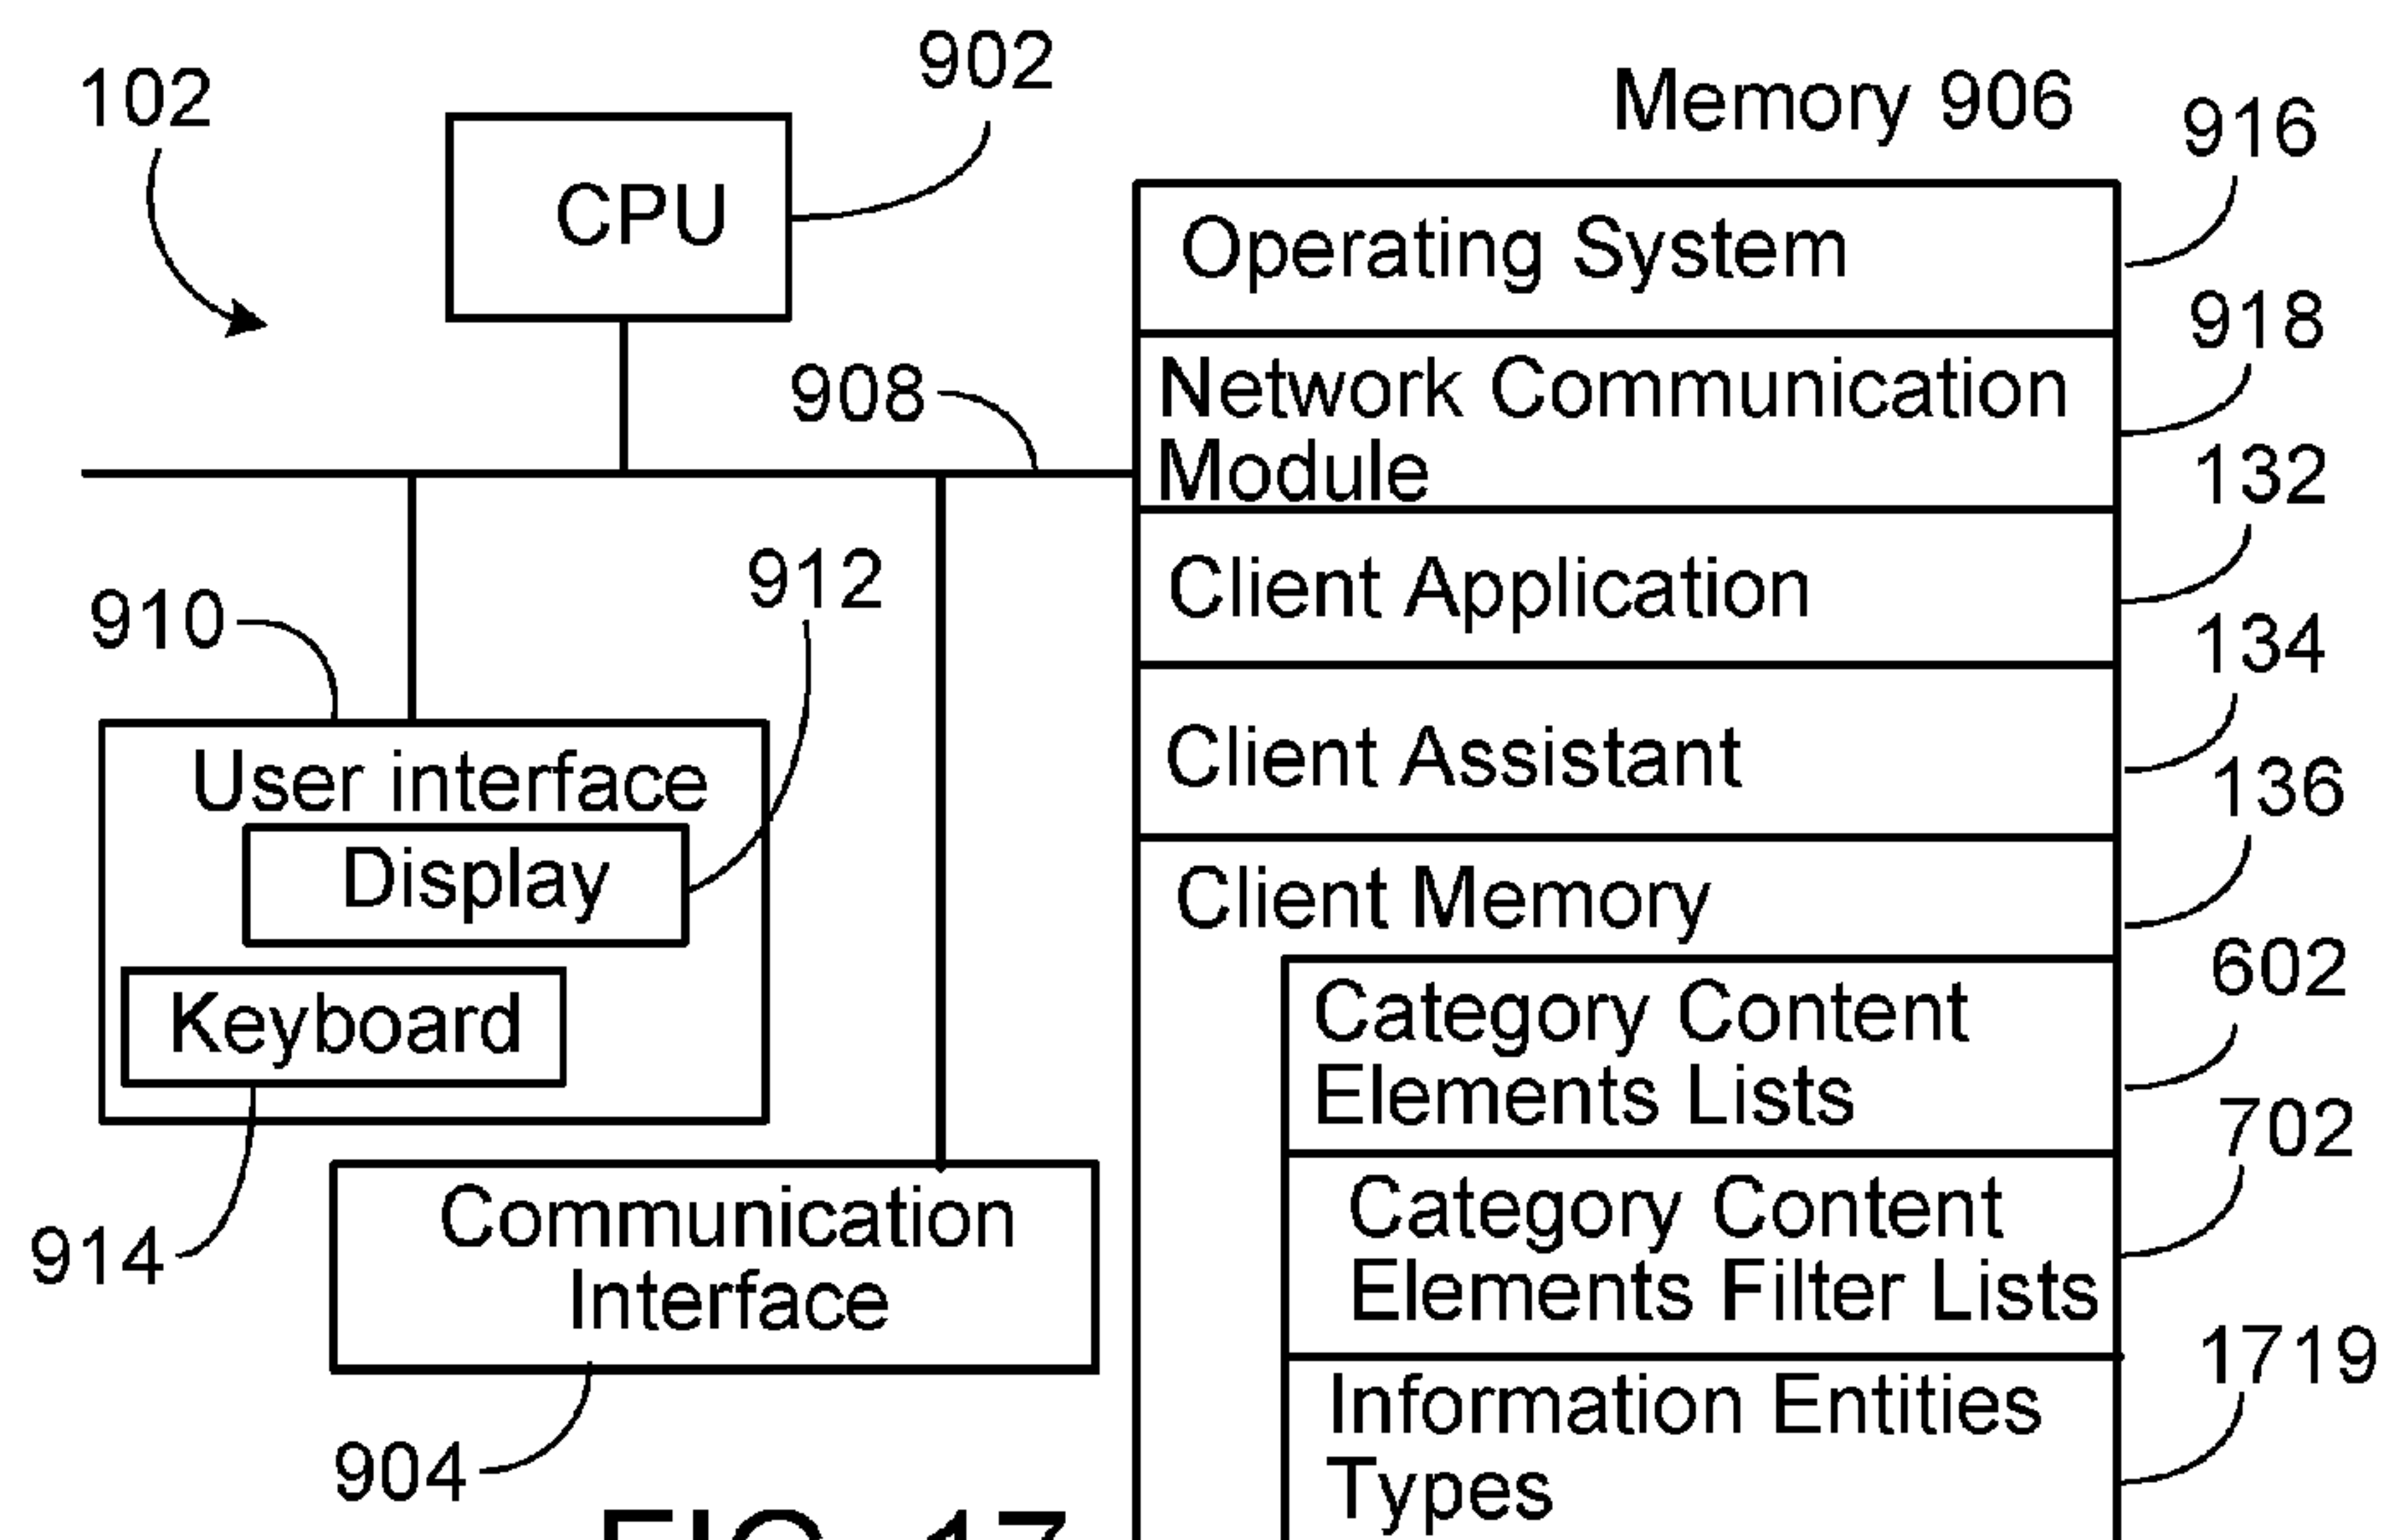 102
902
CPU
908
910
912
User interface
Display
Keyboard
914
Communication
Interface
904
FIG. 17
Memory 906
916
Operating System
918
Network Communication
Module
132
Client Application
134
Client Assistant
136
Client Memory
602
Category Content
Elements Lists
702
Category Content
Elements Filter Lists
1719
Information Entities
Types